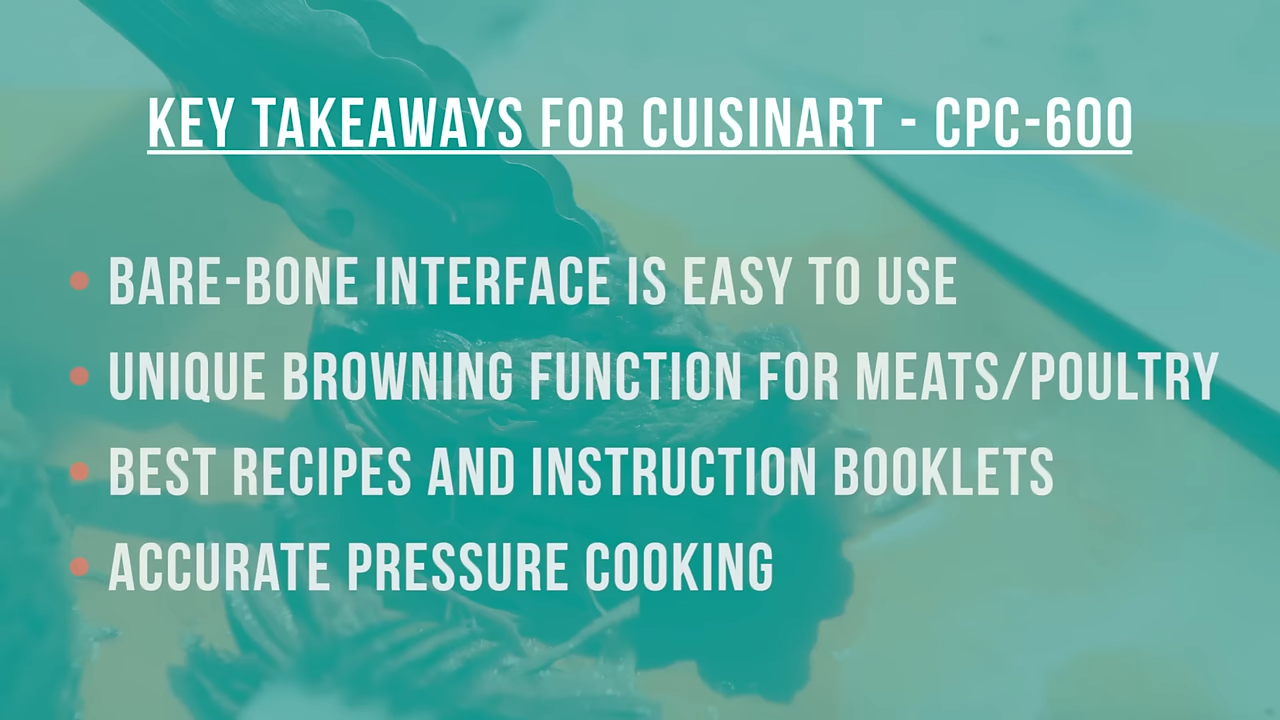 KEY TAKEAWAYS FOR CUISINART - CPC-600
• BARE-BONE INTERFACE IS EASY TO USE
• UNIQUE BROWNING FUNCTION FOR MEATS/POULTRY
• BEST RECIPES AND INSTRUCTION BOOKLETS
• ACCURATE PRESSURE COOKING